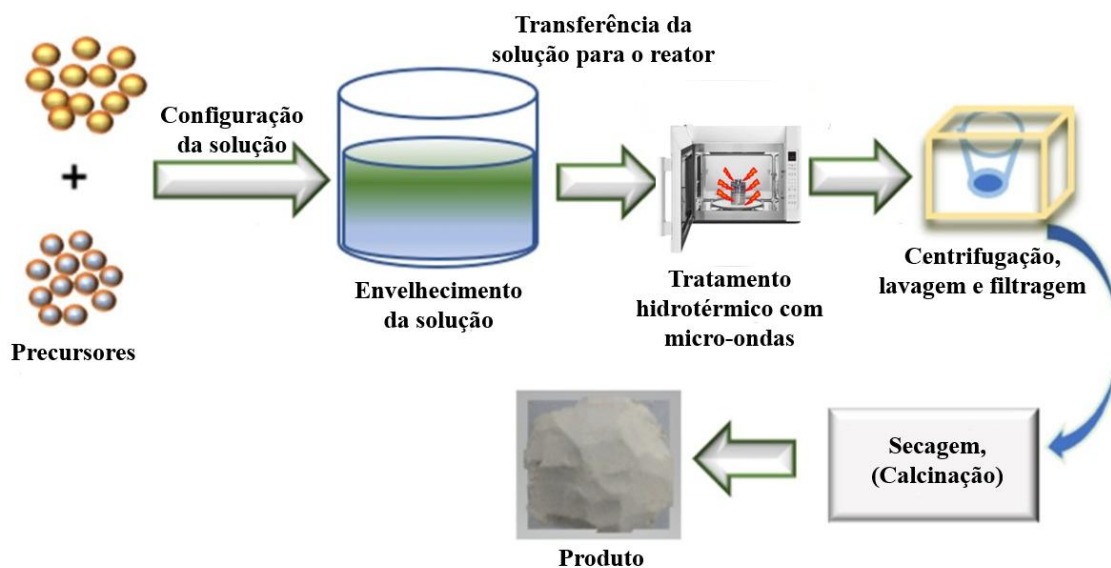 Precursores
+
Configuração
da solução
Envelhecimento
da solução
Transferência da
solução para o reator
Tratamento
hidrotérmico com
micro-ondas
Centrifugação,
lavagem e filtragem
Secagem,
(Calcinação)
Produto